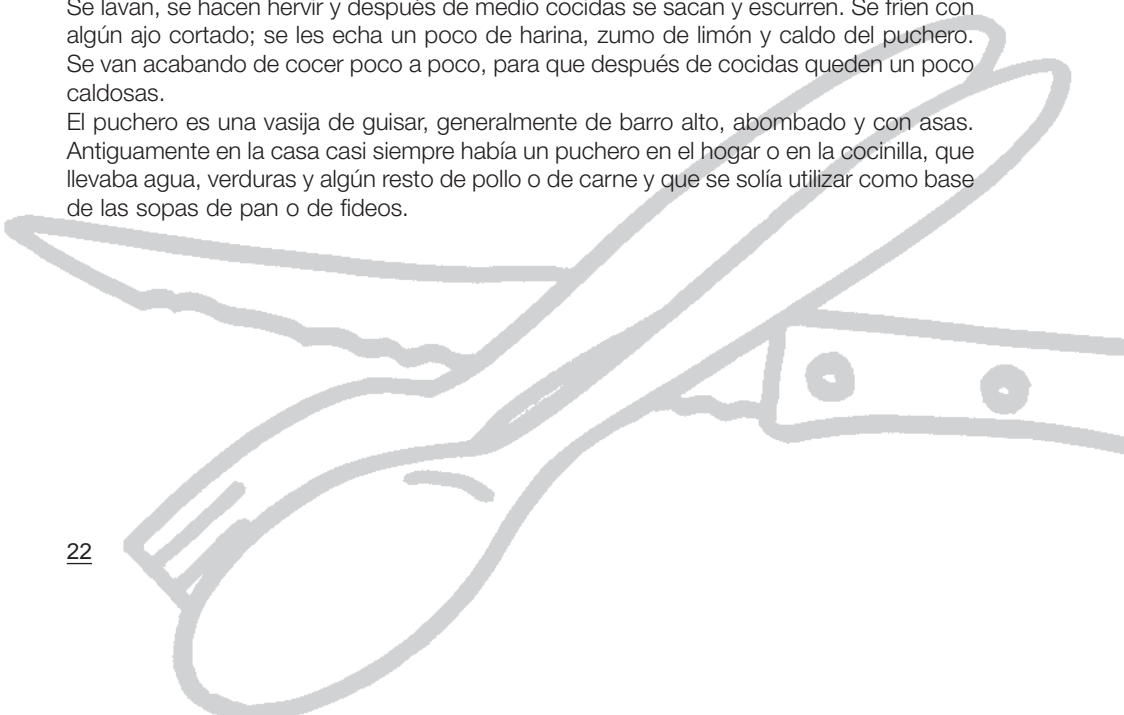 Se lavan, se hacen hervir y después de medio cocidas se sacan y escurren. Se fríen con
algún ajo cortado; se les echa un poco de harina, zumo de limón y caldo del puchero.
Se van acabando de cocer poco a poco, para que después de cocidas queden un poco
caldosas.
El puchero es una vasija de guisar, generalmente de barro alto, abombado y con asas.
Antiguamente en la casa casi siempre había un puchero en el hogar o en la cocinilla, que
llevaba agua, verduras y algún resto de pollo o de carne y que se solía utilizar como base
de las sopas de pan o de fideos.
22